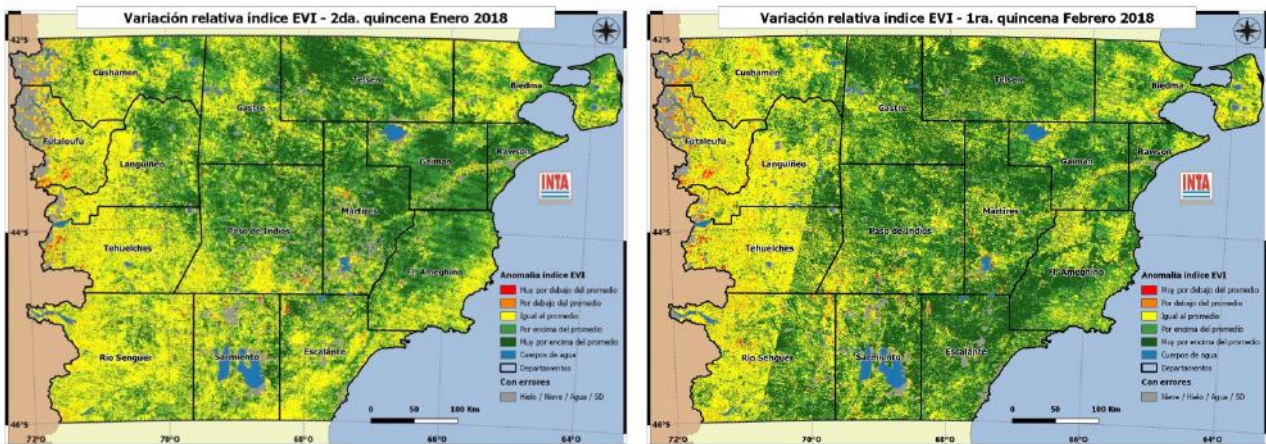 Variación relativa índice EVI - 2da. quincena Enero 2018
42°S
Cushamen
Telsen
Biedma
Gastre
Futaleufú
Languiñeo
Gaiman
Rawson
INTA
Mártires
44°S
Tehuelches
Paso de Indios
Fl. Ameghino
Anomalía índice EVI
Muy por debajo del promedio
Por debajo del promedio
Igual al promedio
Por encima del promedio
Muy por encima del promedio
Cuerpos de agua
Departamentos
Con errores
Hielo / Nieve / Agua / SD
Río Senguer
Sarmiento
Escalante
0 50 100 Km
46°S
72°O 70°O 68°O 66°O 64°O
Variación relativa índice EVI - 1ra. quincena Febrero 2018
42°S
Cushamen
Telsen
Biedma
Gastre
Futaleufú
Languiñeo
Gaiman
Rawson
INTA
Mártires
44°S
Tehuelches
Paso de Indios
Fl. Ameghino
Anomalía índice EVI
Muy por debajo del promedio
Por debajo del promedio
Igual al promedio
Por encima del promedio
Muy por encima del promedio
Cuerpos de agua
Departamentos
Con errores
Nieve / Hielo / Agua / SD
Río Senguer
Sarmiento
Escalante
0 50 100 Km
46°S
72°O 70°O 68°O 66°O 64°O